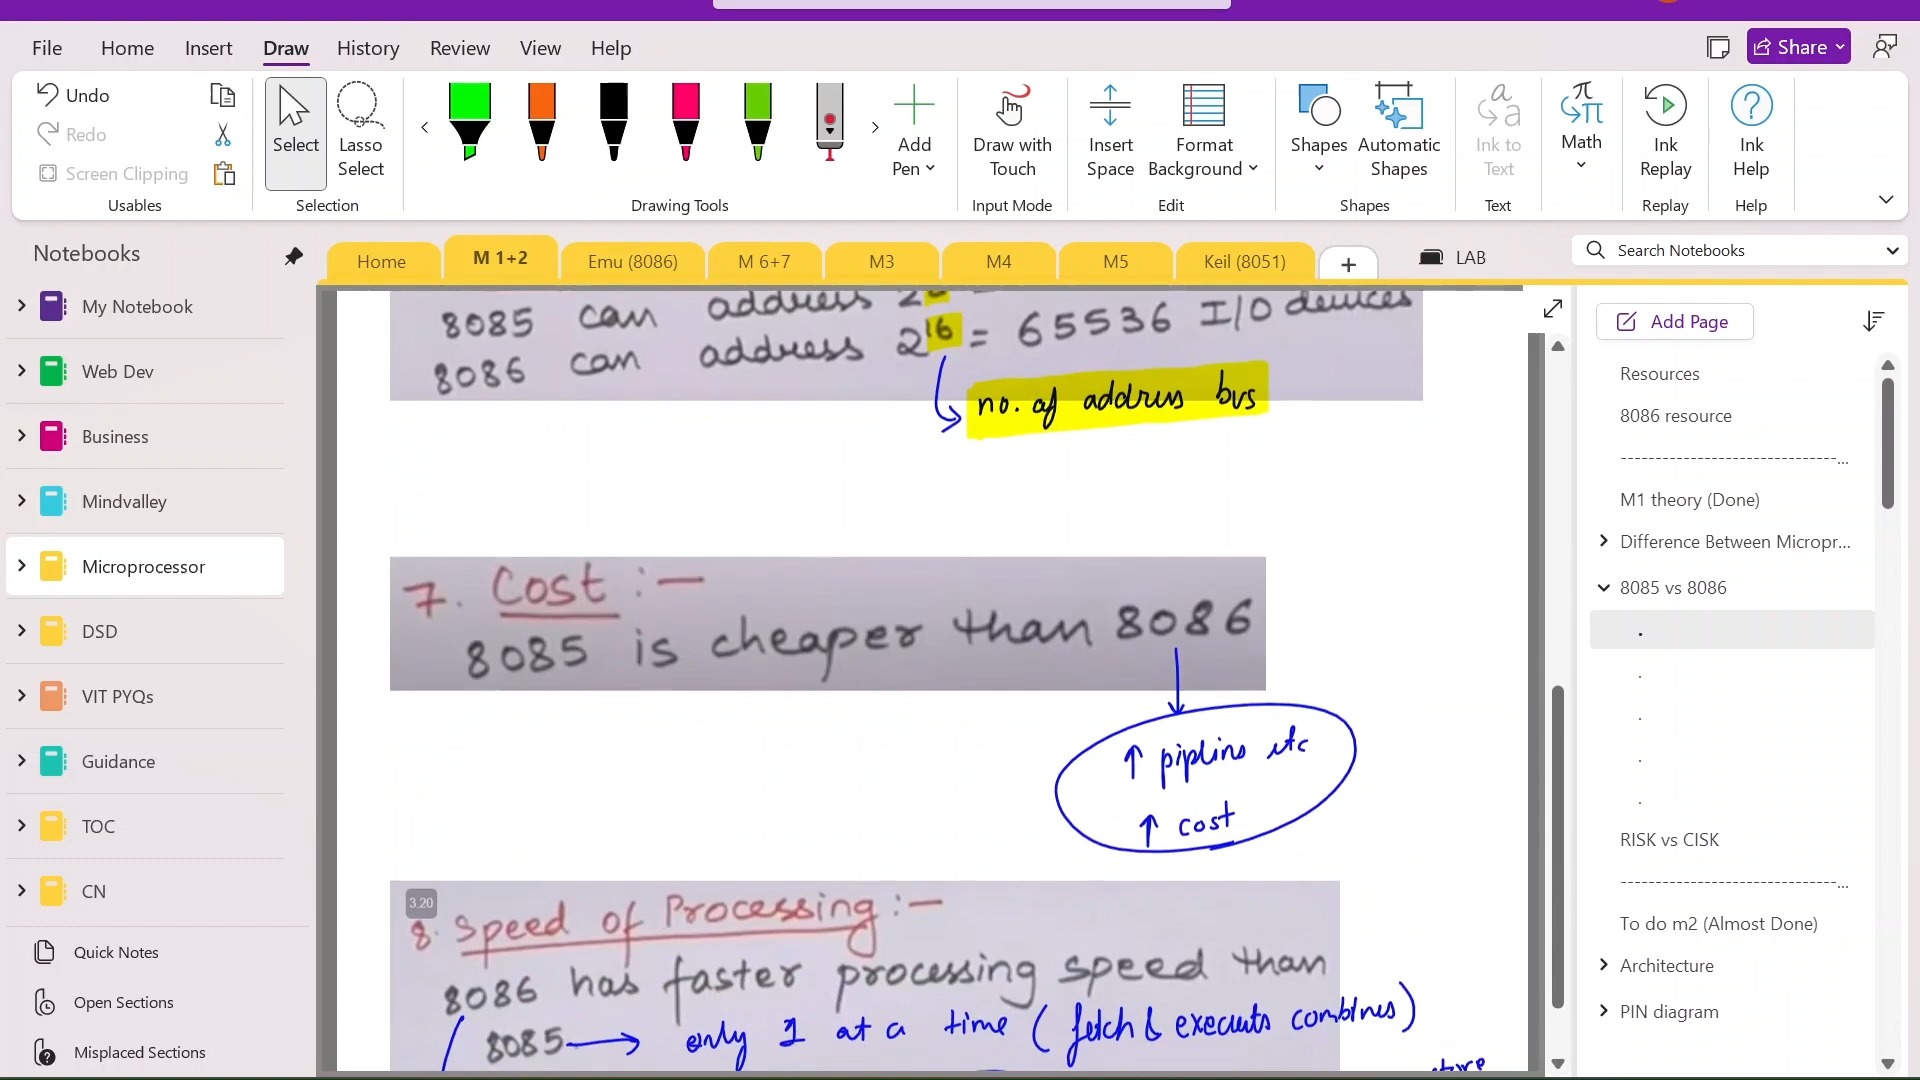 File Home Insert Draw History Review View Help
Share
Undo
Redo
Screen Clipping
Usables
Select
Lasso
Select
Selection
Drawing Tools
Add
Pen
Draw with
Touch
Input Mode
Insert
Space
Format
Background
Edit
Shapes
Automatic
Shapes
Shapes
Ink to
Text
Text
Math
Ink
Replay
Replay
Ink
Help
Help
Notebooks
Home M 1+2 Emu (8086) M 6+7 M3 M4 M5 Keil (8051) + LAB
Search Notebooks
My Notebook
Web Dev
Business
Mindvalley
Microprocessor
DSD
VIT PYQs
Guidance
TOC
CN
Quick Notes
Open Sections
Misplaced Sections
8085 can address 2
8086 can address 2^16 = 65536 I/O devices
no. of address bus
7. Cost :-
8085 is cheaper than 8086
↑ piplins etc
↑ cost
3.20
8. Speed of Processing :-
8086 has faster processing speed than
8085 → only 1 at a time (fetch & executs combines)
store
Add Page
Resources
8086 resource
-------------------------------...
M1 theory (Done)
Difference Between Micropr...
8085 vs 8086
.
.
.
.
.
RISK vs CISK
-------------------------------...
To do m2 (Almost Done)
Architecture
PIN diagram